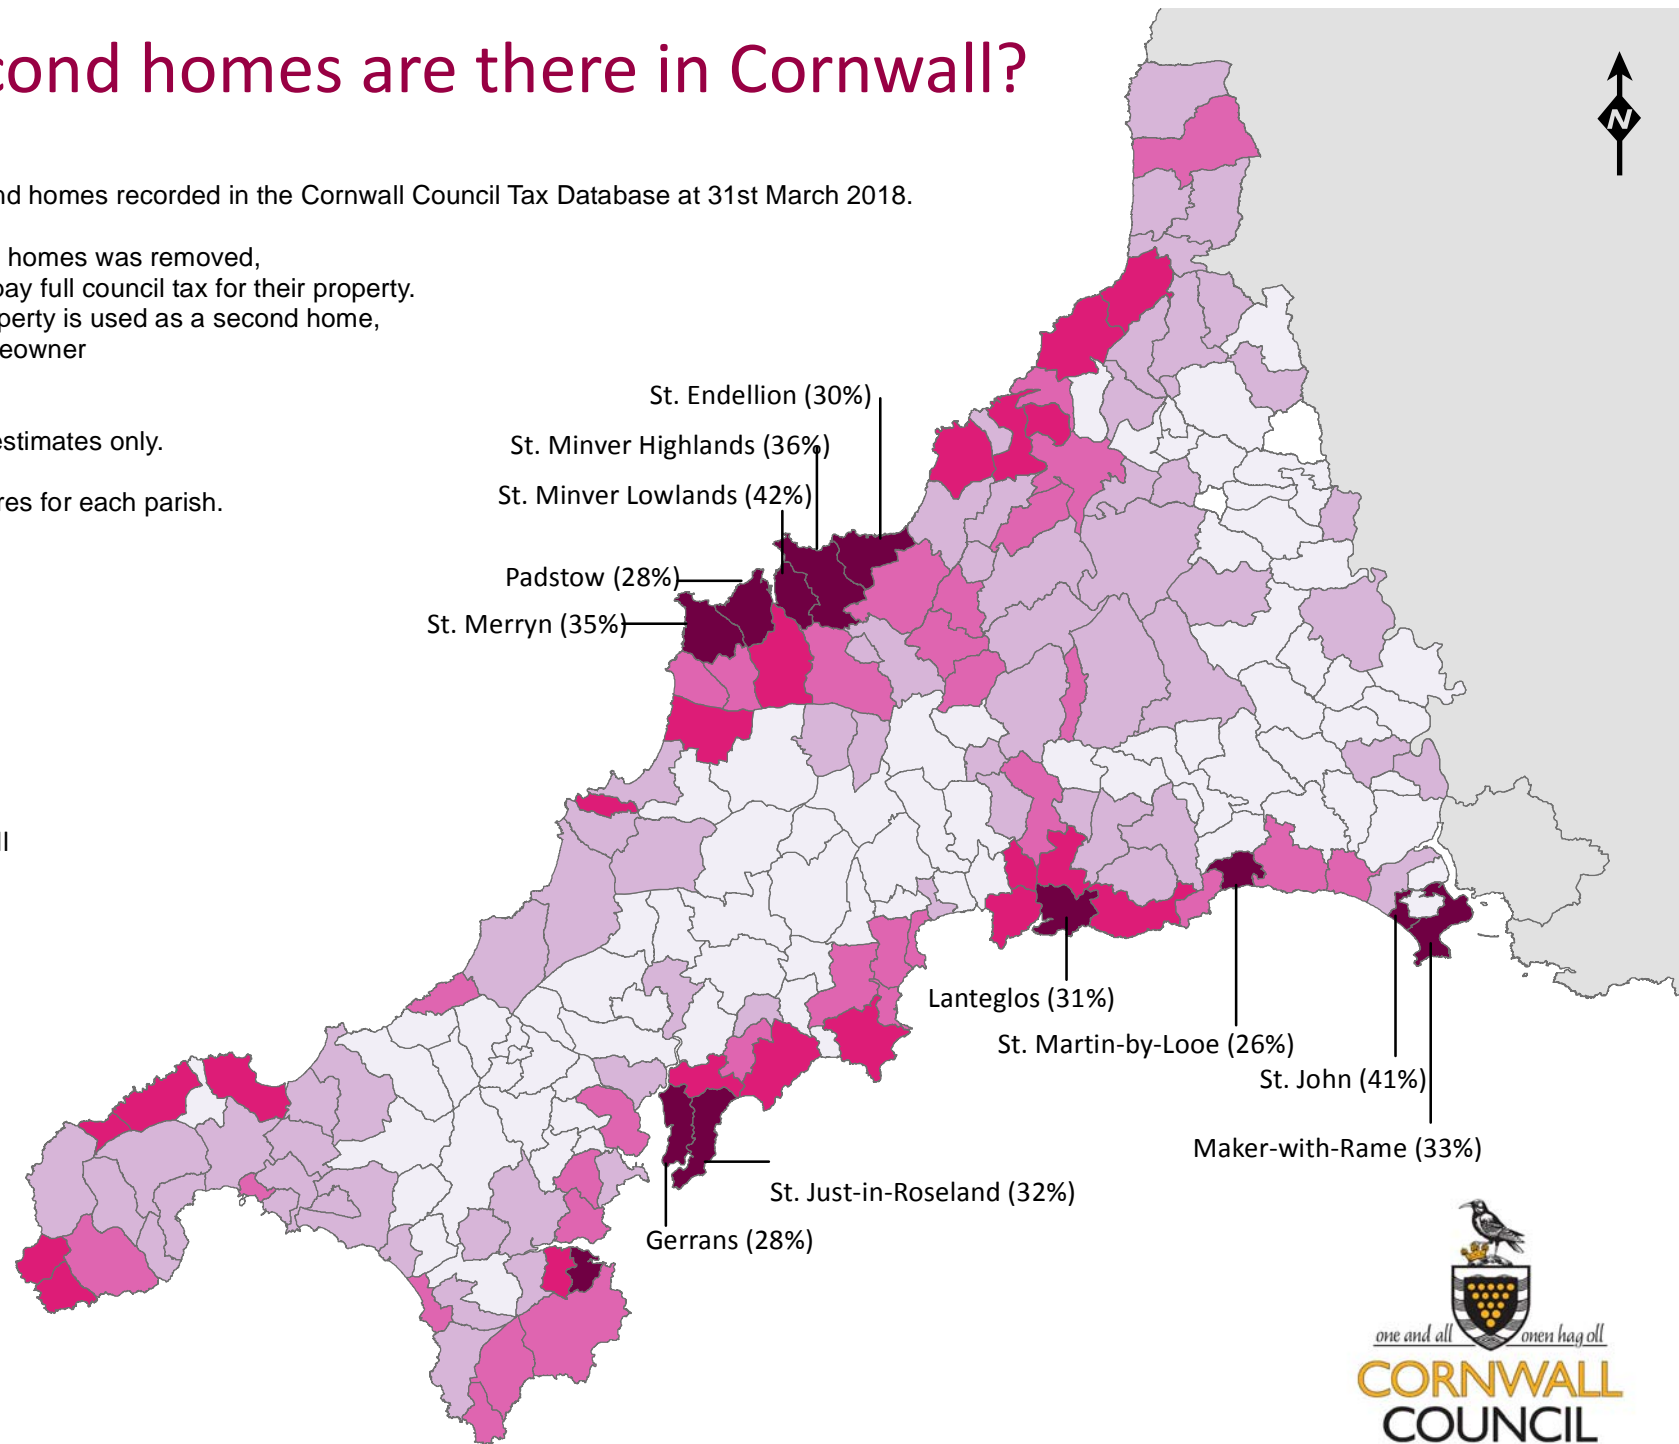 cond homes are there in Cornwall?
nd homes recorded in the Cornwall Council Tax Database at 31st March 2018.
homes was removed,
pay full council tax for their property.
perty is used as a second home,
eowner
estimates only.
res for each parish.
ll
N
St. Endellion (30%)
St. Minver Highlands (36%)
St. Minver Lowlands (42%)
Padstow (28%)
St. Merryn (35%)
Lanteglos (31%)
St. Martin-by-Looe (26%)
St. John (41%)
Maker-with-Rame (33%)
St. Just-in-Roseland (32%)
Gerrans (28%)
one and all onen hag oll
CORNWALL
COUNCIL